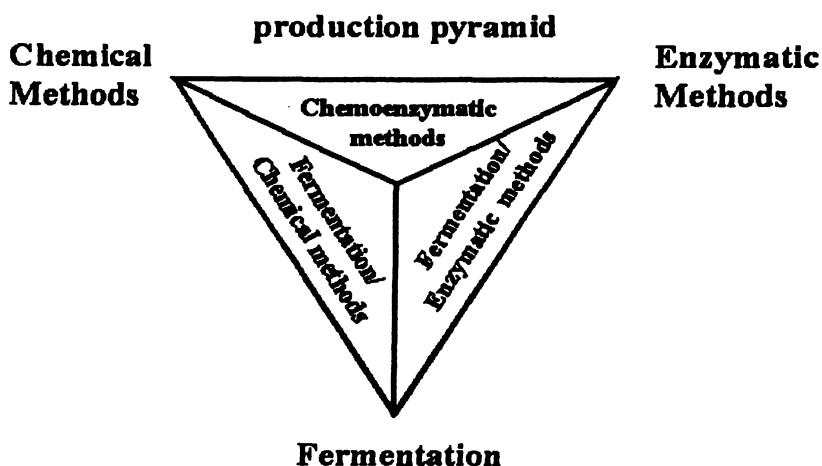 production pyramid
Chemical
Methods
Enzymatic
Methods
Chemoenzymatic
methods
Fermentation/
Chemical methods
Fermentation/
Enzymatic methods
Fermentation